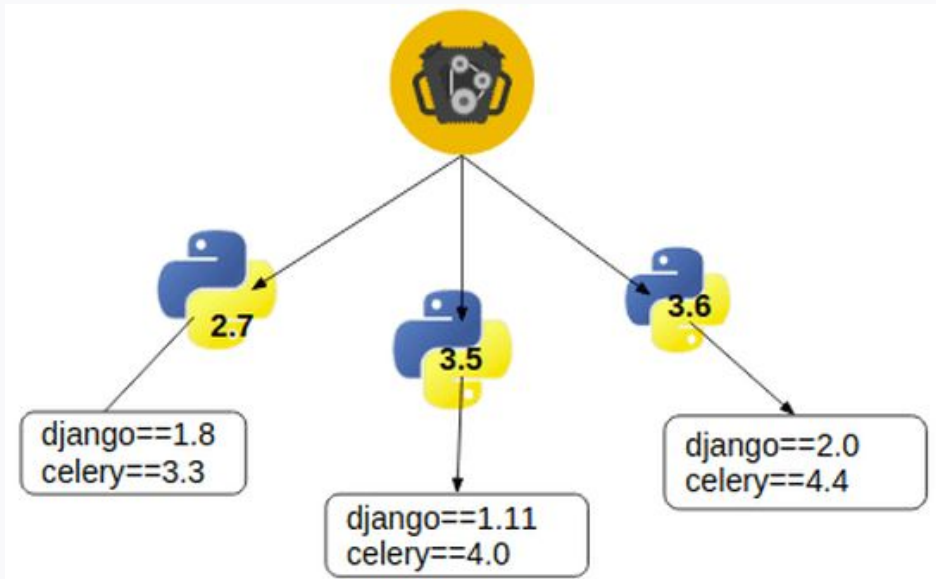 2.7
3.5
3.6
django==1.8
celery==3.3
django==1.11
celery==4.0
django==2.0
celery==4.4